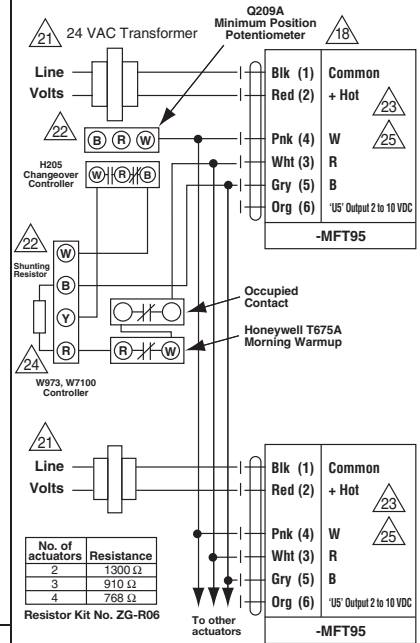 Q209A
Minimum Position
Potentiometer
21
24 VAC Transformer
18
Line
Volts
Blk (1) Common
Red (2) + Hot
23
22
B R W
Pnk (4) W
25
Wht (3) R
Gry (5) B
Org (6) 'U5' Output 2 to 10 VDC
-MFT95
H205
Changeover
Controller
W R B
22
Shunting
Resistor
W
B
Y
R
24
W973, W7100
Controller
Occupied
Contact
Honeywell T675A
Morning Warmup
R W
21
Line
Volts
Blk (1) Common
Red (2) + Hot
23
Pnk (4) W
25
Wht (3) R
Gry (5) B
Org (6) 'U5' Output 2 to 10 VDC
-MFT95
No. of
actuators Resistance
2 1300 Ω
3 910 Ω
4 768 Ω
Resistor Kit No. ZG-R06
To other
actuators